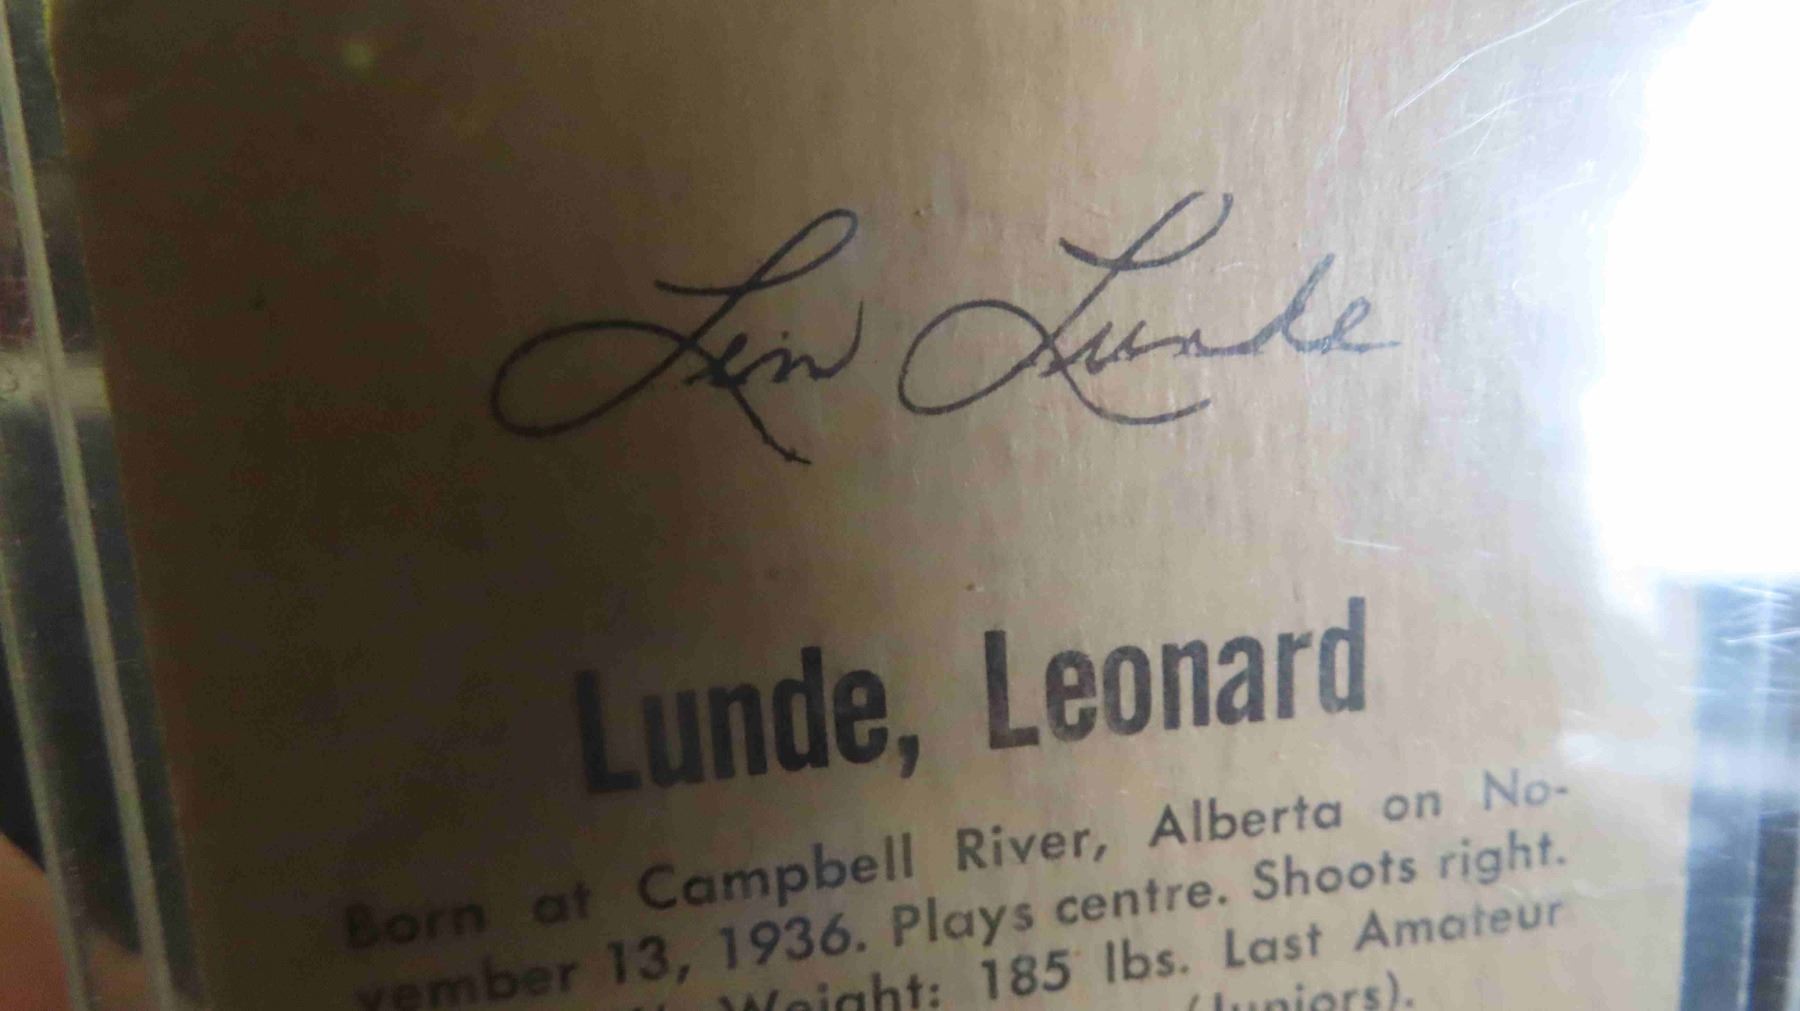 Len Lunde
Lunde, Leonard
Born at Campbell River, Alberta on No-
vember 13, 1936. Plays centre. Shoots right.
Weight: 185 lbs. Last Amateur
(Juniors).